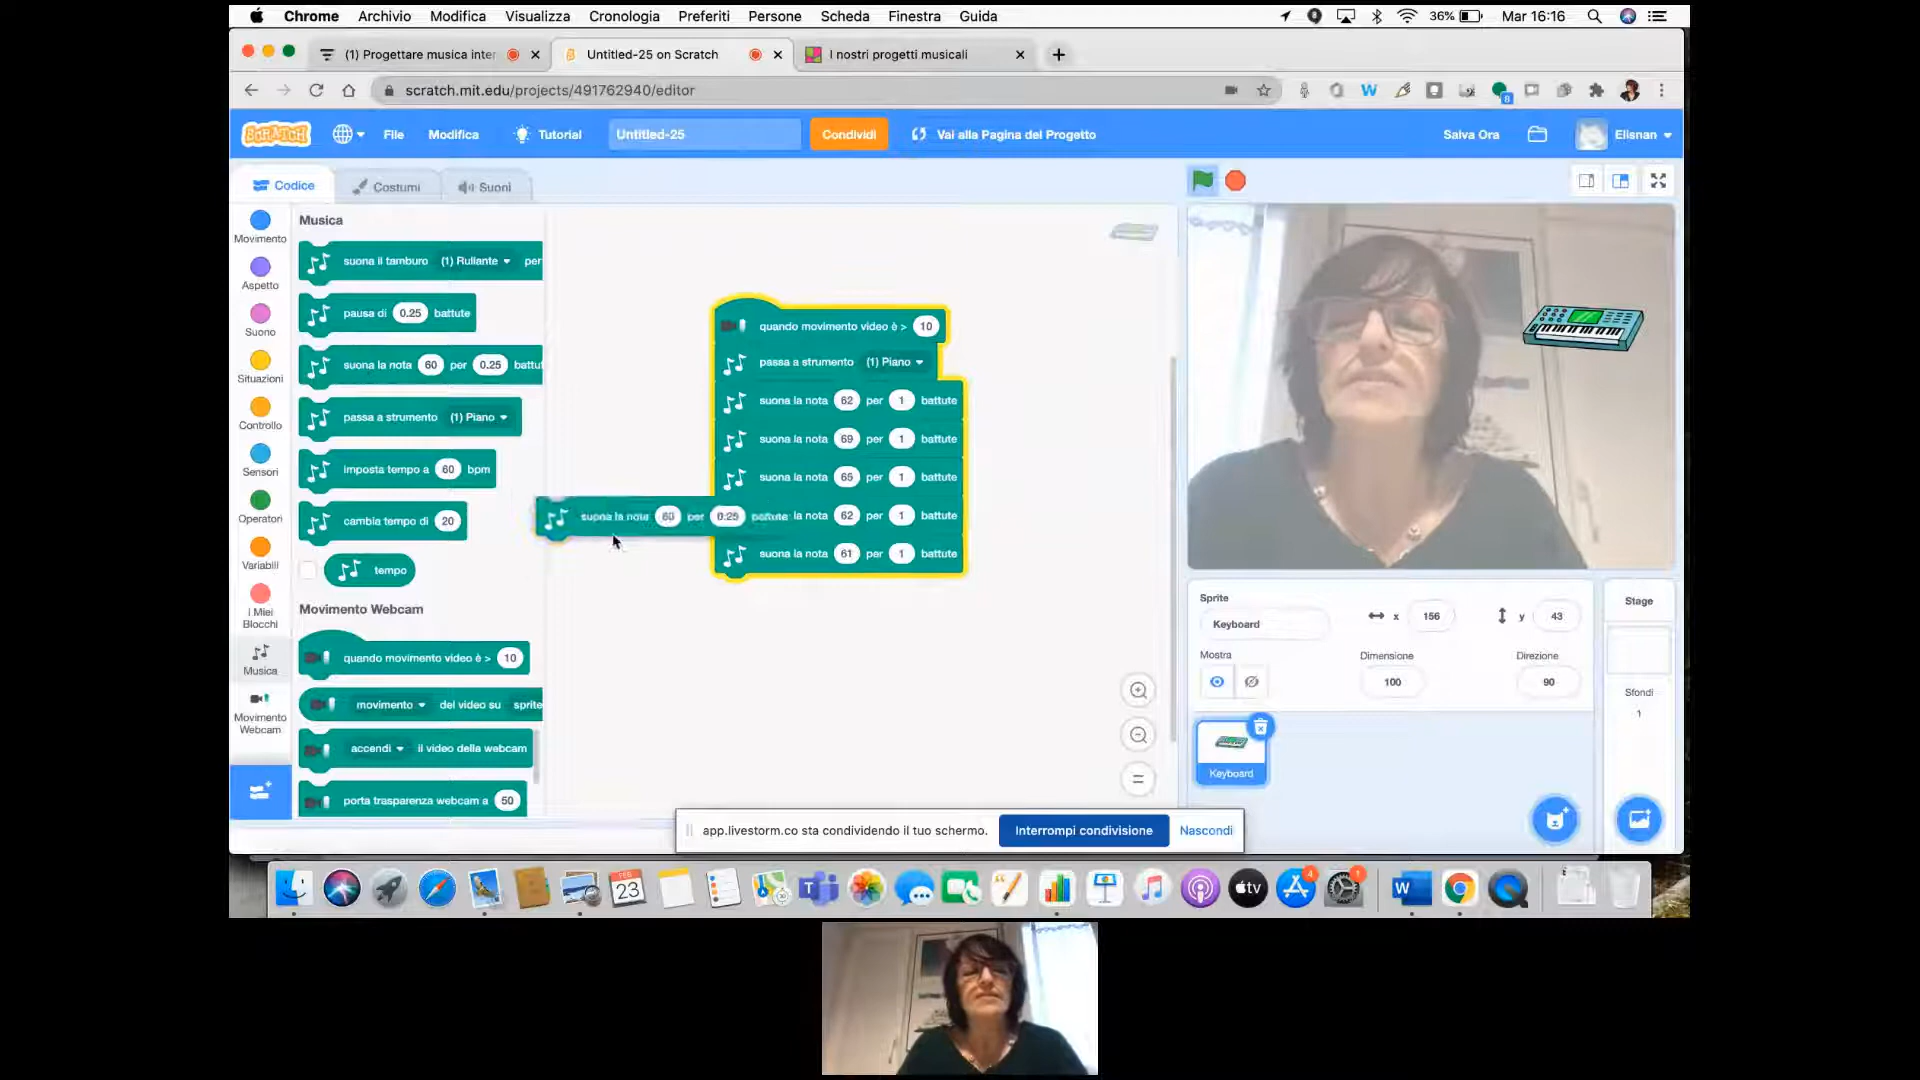 Chrome Archivio Modifica Visualizza Cronologia Preferiti Persone Scheda Finestra Guida 36% Mar 16:16
(1) Progettare musica inter
Untitled-25 on Scratch
I nostri progetti musicali
scratch.mit.edu/projects/491762940/editor
W
8
SCRATCH File Modifica Tutorial Untitled-25 Condividi Vai alla Pagina del Progetto Salva Ora Elisnan
Codice Costumi Suoni
Movimento
Aspetto
Suono
Situazioni
Controllo
Sensori
Operatori
Variabili
I Miei Blocchi
Musica
Movimento Webcam
Musica
suona il tamburo (1) Rullante per
pausa di 0.25 battute
suona la nota 60 per 0.25 battut
passa a strumento (1) Piano
imposta tempo a 60 bpm
cambia tempo di 20
tempo
Movimento Webcam
quando movimento video è > 10
movimento del video su sprite
accendi il video della webcam
porta trasparenza webcam a 50
quando movimento video è > 10
passa a strumento (1) Piano
suona la nota 62 per 1 battute
suona la nota 69 per 1 battute
suona la nota 65 per 1 battute
suona la nota 60 per 0.25 battute la nota 62 per 1 battute
suona la nota 61 per 1 battute
Sprite
Keyboard x 156 y 43
Mostra Dimensione Direzione
100 90
Keyboard
Stage
Sfondi
1
app.livestorm.co sta condividendo il tuo schermo. Interrompi condivisione Nascondi
FEB
23
T
tv
4
1
W